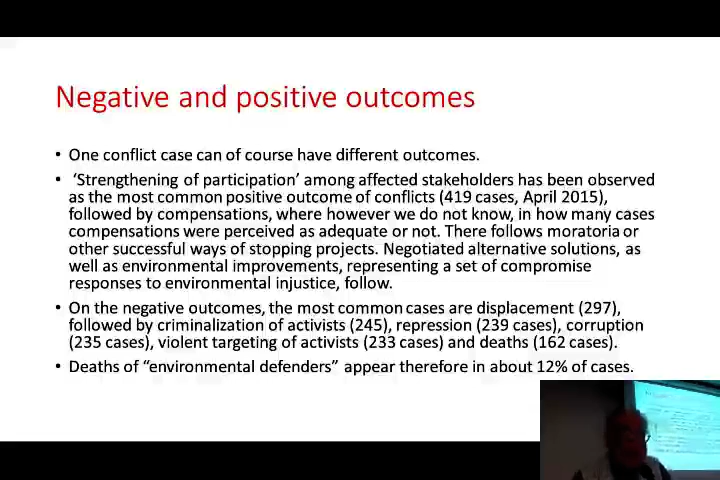 Negative and positive outcomes
• One conflict case can of course have different outcomes.
• ‘Strengthening of participation’ among affected stakeholders has been observed
as the most common positive outcome of conflicts (419 cases, April 2015),
followed by compensations, where however we do not know, in how many cases
compensations were perceived as adequate or not. There follows moratoria or
other successful ways of stopping projects. Negotiated alternative solutions, as
well as environmental improvements, representing a set of compromise
responses to environmental injustice, follow.
• On the negative outcomes, the most common cases are displacement (297),
followed by criminalization of activists (245), repression (239 cases), corruption
(235 cases), violent targeting of activists (233 cases) and deaths (162 cases).
• Deaths of “environmental defenders” appear therefore in about 12% of cases.